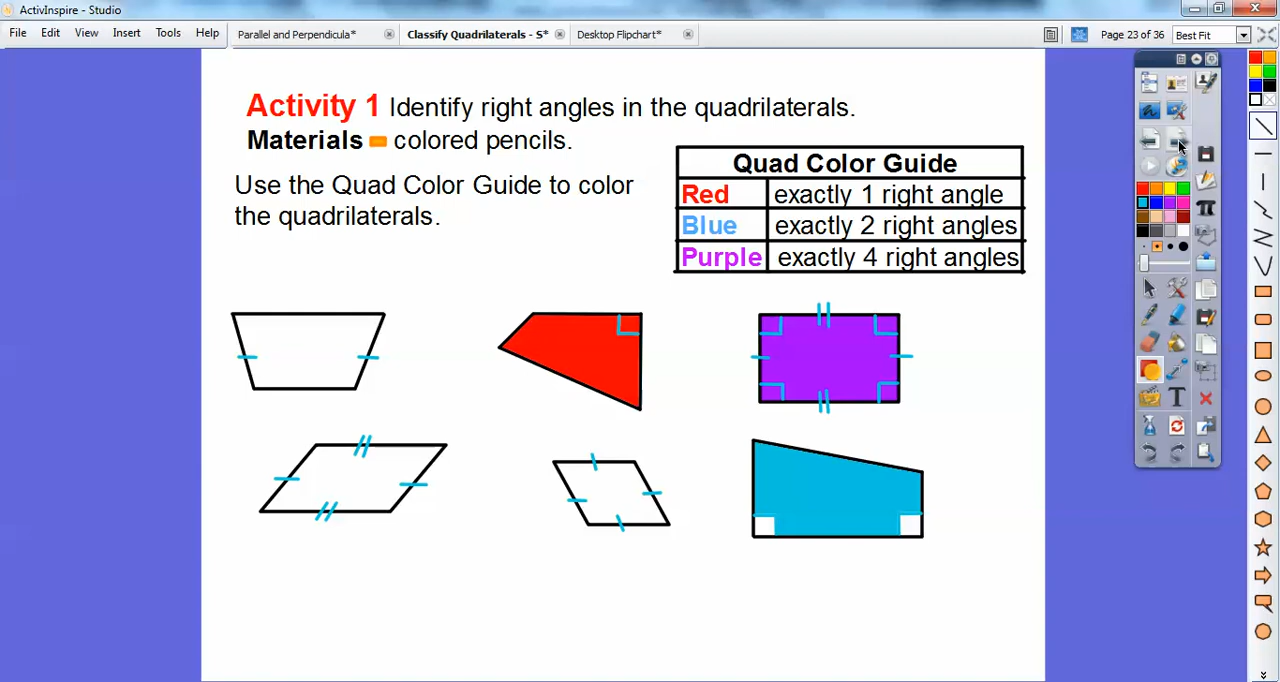 ActivInspire - Studio
File Edit View Insert Tools Help
Parallel and Perpendicula*
Classify Quadrilaterals - S*
Desktop Flipchart*
Page 23 of 36
Best Fit
Activity 1 Identify right angles in the quadrilaterals.
Materials - colored pencils.
Use the Quad Color Guide to color
the quadrilaterals.
Quad Color Guide
Red exactly 1 right angle
Blue exactly 2 right angles
Purple exactly 4 right angles